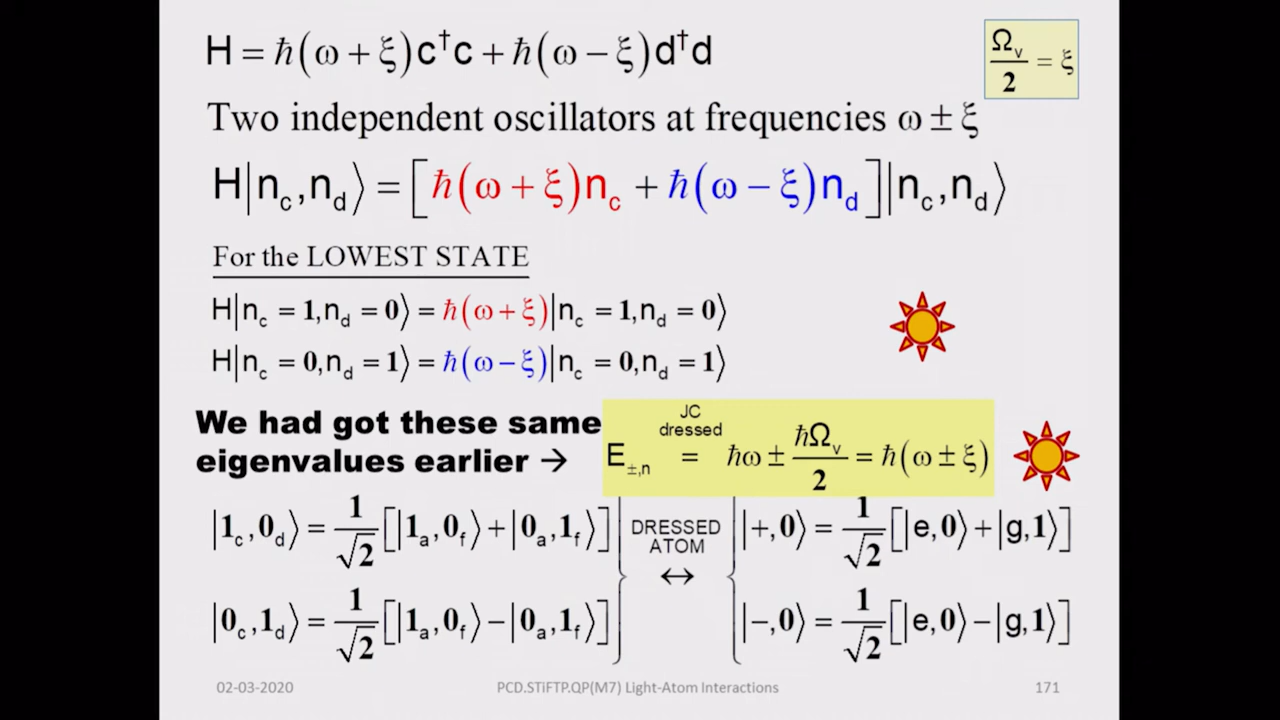 H = ℏ(ω + ξ)c†c + ℏ(ω − ξ)d†d
Ω_v/2 = ξ
Two independent oscillators at frequencies ω ± ξ
H|n_c,n_d⟩ = [ℏ(ω + ξ)n_c + ℏ(ω − ξ)n_d]|n_c,n_d⟩
For the LOWEST STATE
H|n_c = 1,n_d = 0⟩ = ℏ(ω + ξ)|n_c = 1,n_d = 0⟩
H|n_c = 0,n_d = 1⟩ = ℏ(ω − ξ)|n_c = 0,n_d = 1⟩
We had got these same
eigenvalues earlier →
JC
dressed
E_±,n = ℏω ± ℏΩ_v/2 = ℏ(ω ± ξ)
|1_c,0_d⟩ = 1/√2 [|1_a,0_f⟩ + |0_a,1_f⟩]
DRESSED
ATOM
↔
|+,0⟩ = 1/√2 [|e,0⟩ + |g,1⟩]
|0_c,1_d⟩ = 1/√2 [|1_a,0_f⟩ − |0_a,1_f⟩]
|−,0⟩ = 1/√2 [|e,0⟩ − |g,1⟩]
02-03-2020
PCD.STiFTP.QP(M7) Light-Atom Interactions
171